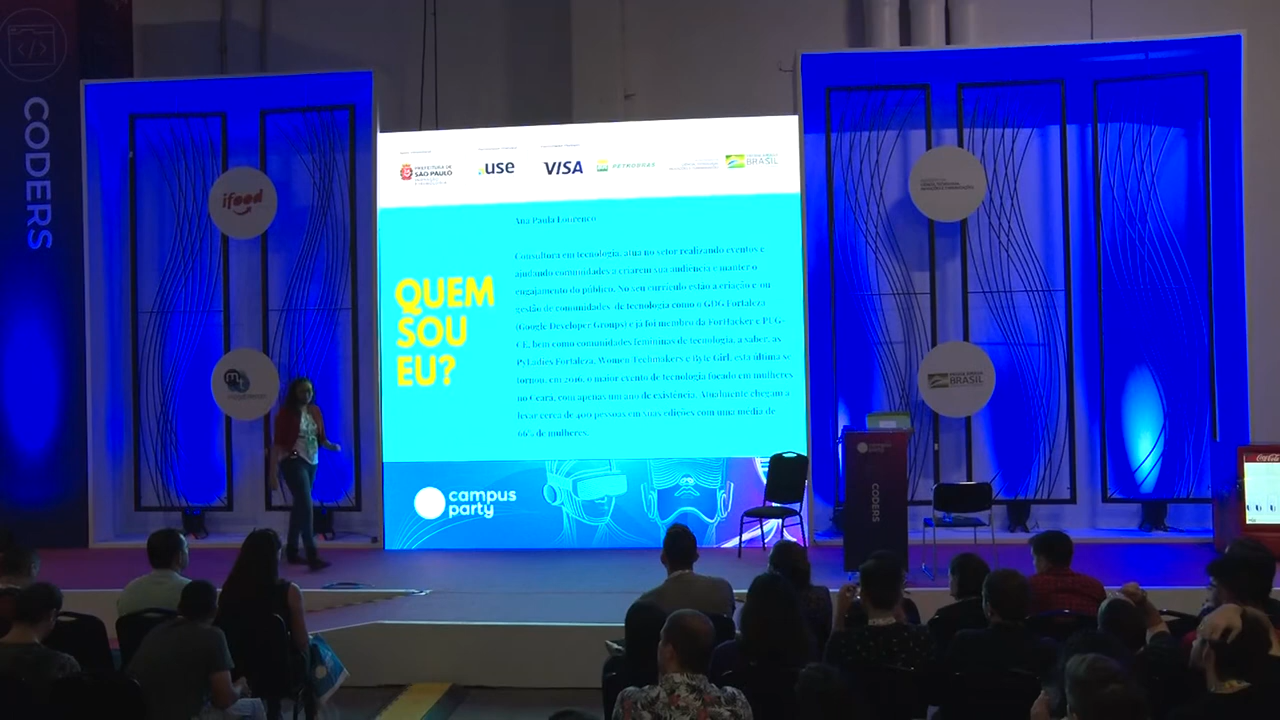 CODERS
ifood
PREFEITURA DE
SÃO PAULO
.use
VISA
PETROBRAS
BRASIL
Ana Paula Lourenço
QUEM
SOU
EU?
Consultora em tecnologia, atua no setor realizando eventos e
ajudando comunidades a criarem sua audiência e manter o
engajamento do público. No seu currículo estão a criação e/ou
gestão de comunidades de tecnologia como o GDG Fortaleza
(Google Developer Groups) e já foi membro da ForHacker e PUG-
CE, bem como comunidades femininas de tecnologia, a saber, as
PyLadies Fortaleza, Women Techmakers e Byte Girl, esta última se
tornou, em 2016, o maior evento de tecnologia focado em mulheres
no Ceará, com apenas um ano de existência. Atualmente chegam a
levar cerca de 400 pessoas em suas edições com uma média de
66% de mulheres.
campus
party
BRASIL
campus
party
CODERS
Coca-Cola